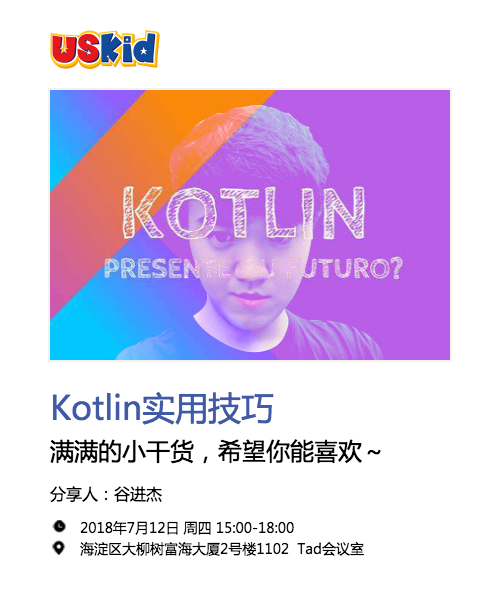 USKid
KOTLIN
PRESENTE OU FUTURO?
Kotlin实用技巧
满满的小干货，希望你能喜欢~
分享人：谷进杰
2018年7月12日 周四 15:00-18:00
海淀区大柳树富海大厦2号楼1102 Tad会议室